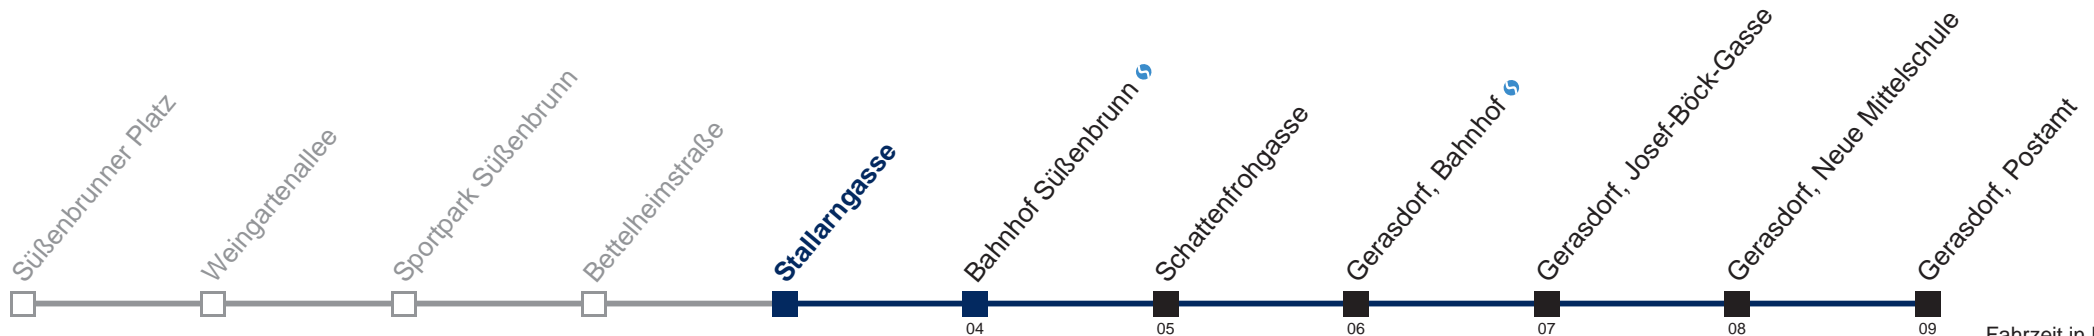 Süßenbrunner Platz
Weingartenallee
Sportpark Süßenbrunn
Bettelheimstraße
Stallarngasse
Bahnhof Süßenbrunn
Schattenfrohgasse
Gerasdorf, Bahnhof
Gerasdorf, Josef-Böck-Gasse
Gerasdorf, Neue Mittelschule
Gerasdorf, Postamt
04 05 06 07 08 09
Fahrzeit in